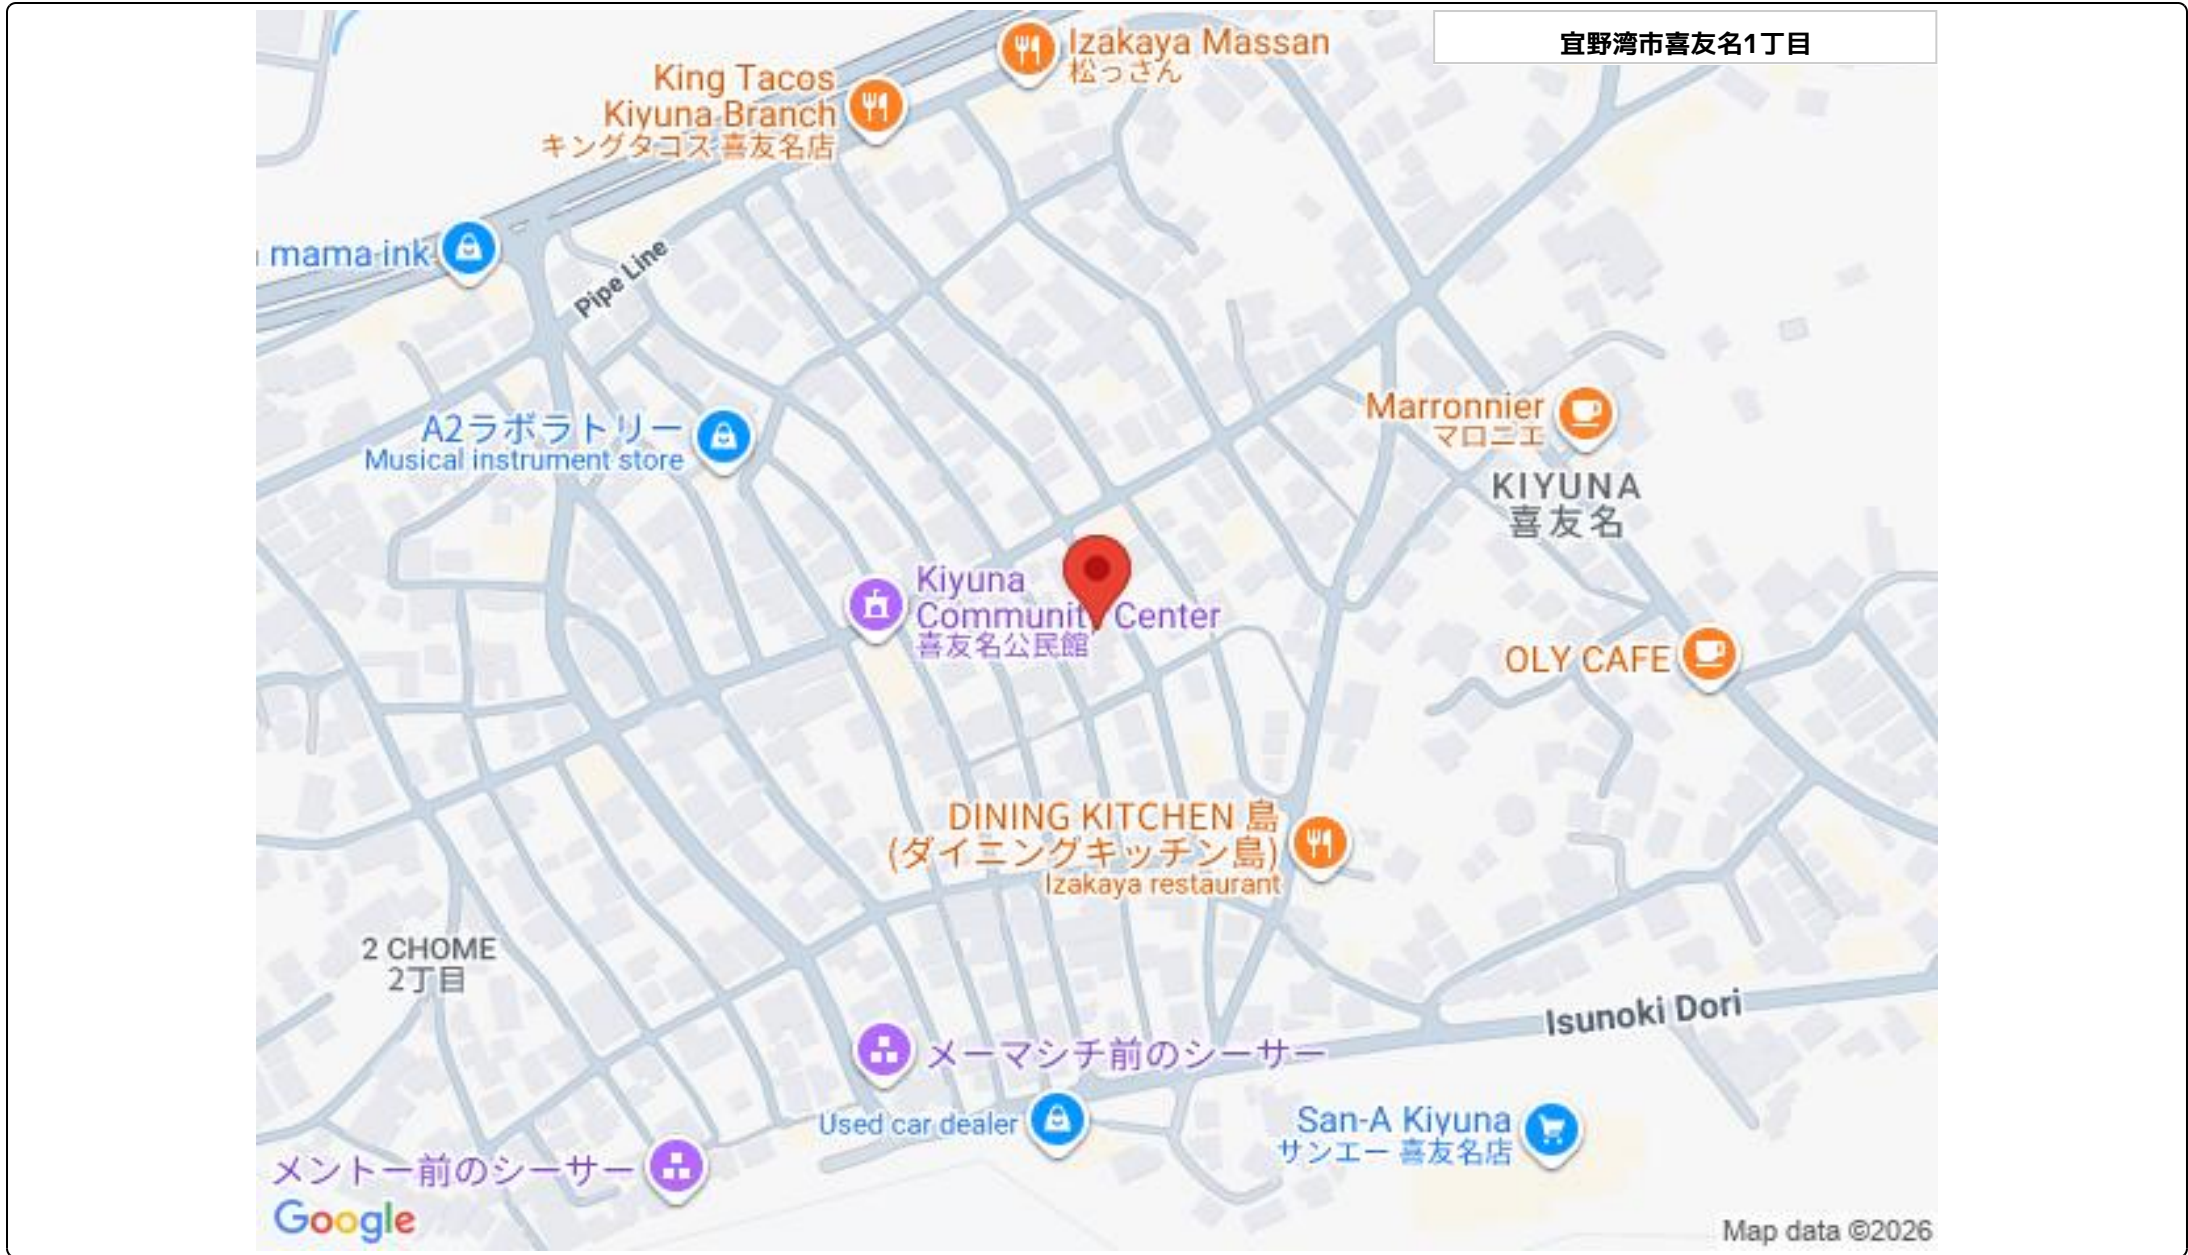 宜野湾市喜友名1丁目
Izakaya Massan
松っさん
King Tacos
Kiyuna Branch
キングタコス 喜友名店
mama ink
Pipe Line
Marronnier
マロニエ
A2ラボラトリー
Musical instrument store
KIYUNA
喜友名
Kiyuna
Community Center
喜友名公民館
OLY CAFE
DINING KITCHEN 島
(ダイニングキッチン島)
Izakaya restaurant
2 CHOME
2丁目
Isunoki Dori
メーマシチ前のシーサー
Used car dealer
San-A Kiyuna
サンエー 喜友名店
メントー前のシーサー
Google
Map data ©2026